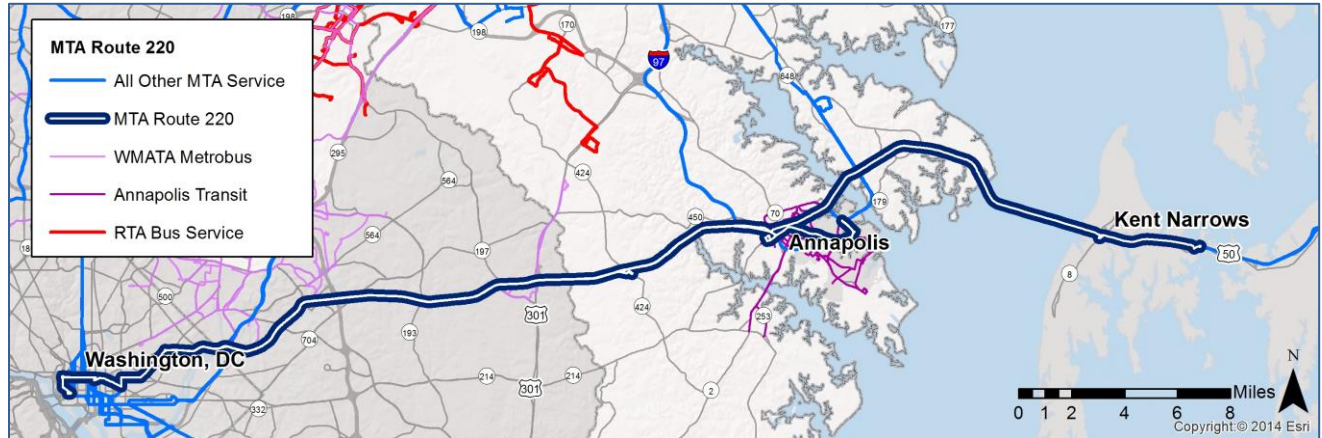 MTA Route 220
All Other MTA Service
MTA Route 220
WMATA Metrobus
Annapolis Transit
RTA Bus Service
198
198
170
177
97
648
295
424
564
70
450
179
197
564
Kent Narrows
Annapolis
50
8
500
424
301
253
193
704
Washington, DC
214
301
214
2
332
N
Miles
0 1 2 4 6 8
Copyright:© 2014 Esri